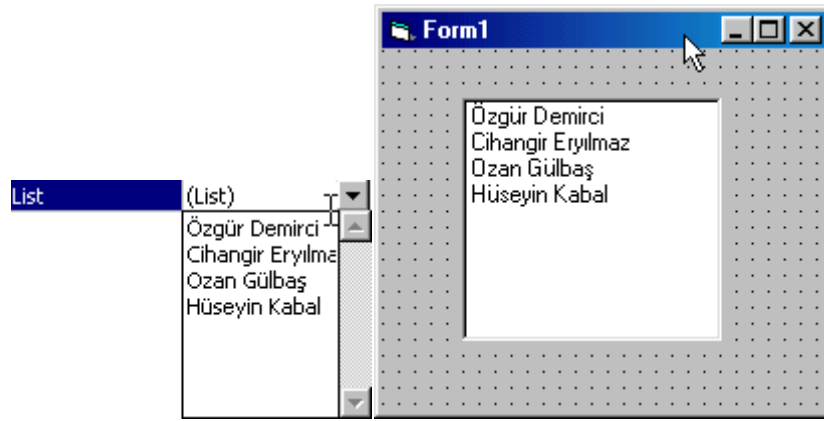 Form1
Özgür Demirci
Cihangir Eryılmaz
Ozan Gülbaş
Hüseyin Kabal
List (List)
Özgür Demirci
Cihangir Eryılma
Ozan Gülbaş
Hüseyin Kabal